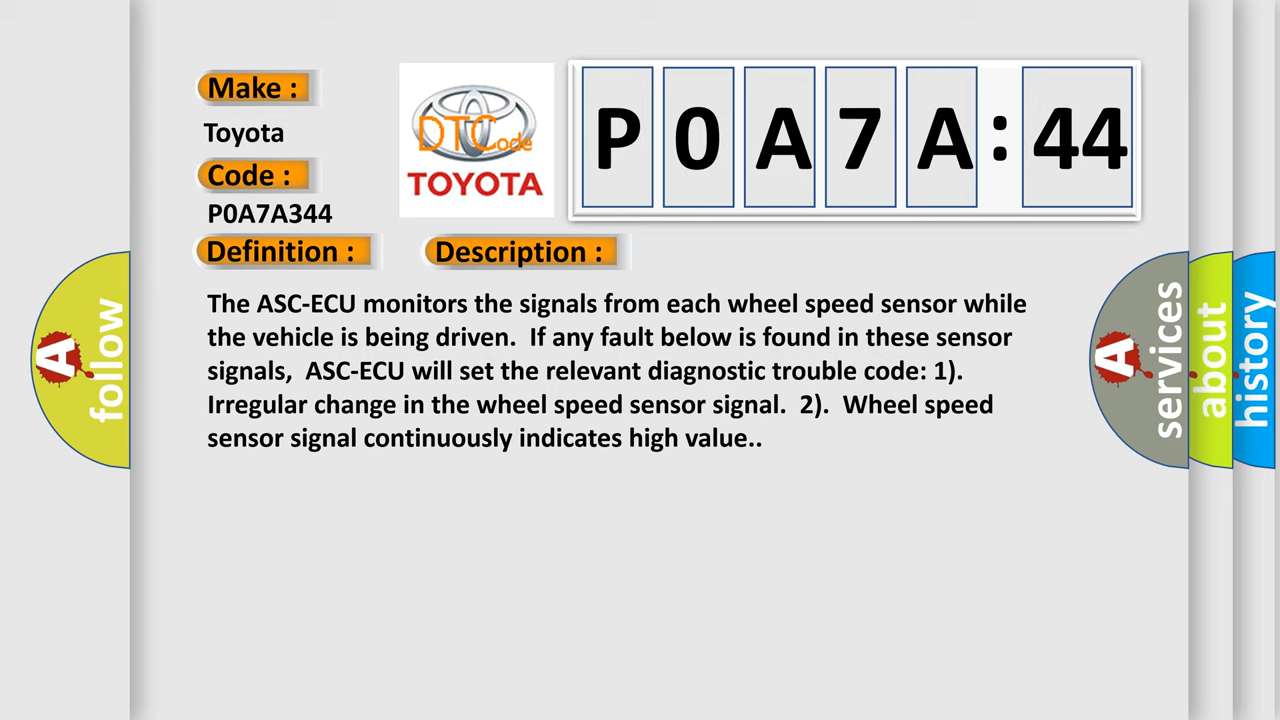 Make :
Toyota
Code :
P0A7A344
Definition :
Description :
DTCode
TOYOTA
P0A7A:44
The ASC-ECU monitors the signals from each wheel speed sensor while
the vehicle is being driven  If any fault below is found in these sensor
signals,  ASC-ECU will set the relevant diagnostic trouble code: 1).
Irregular change in the wheel speed sensor signal.  2).  Wheel speed
sensor signal continuously indicates high value..
A follow
A services
about
history